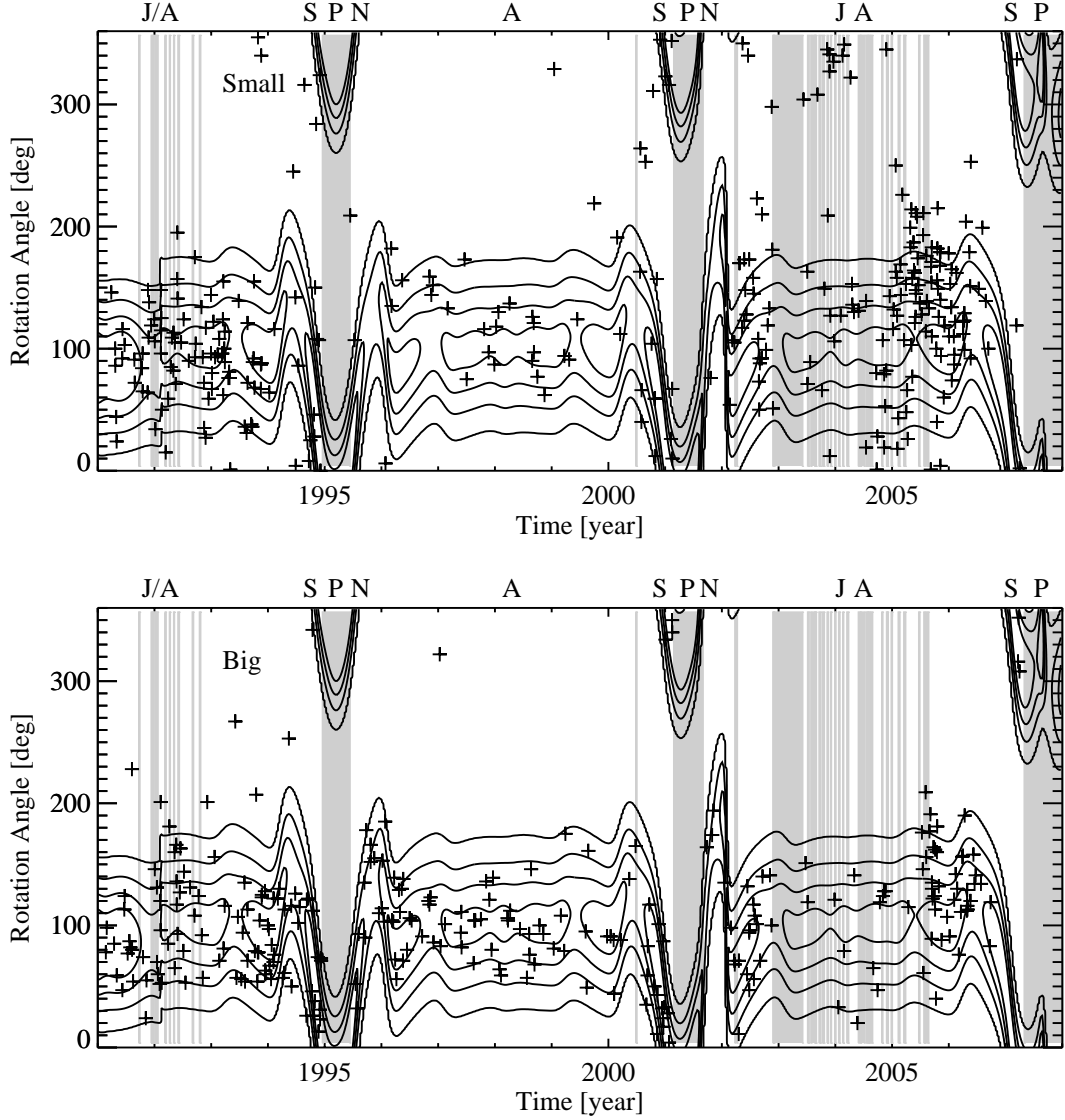 J/A S P N A S P N J A S P
Small
300
200
100
0
Rotation Angle [deg]
1995 2000 2005
Time [year]
J/A S P N A S P N J A S P
Big
300
200
100
0
Rotation Angle [deg]
1995 2000 2005
Time [year]